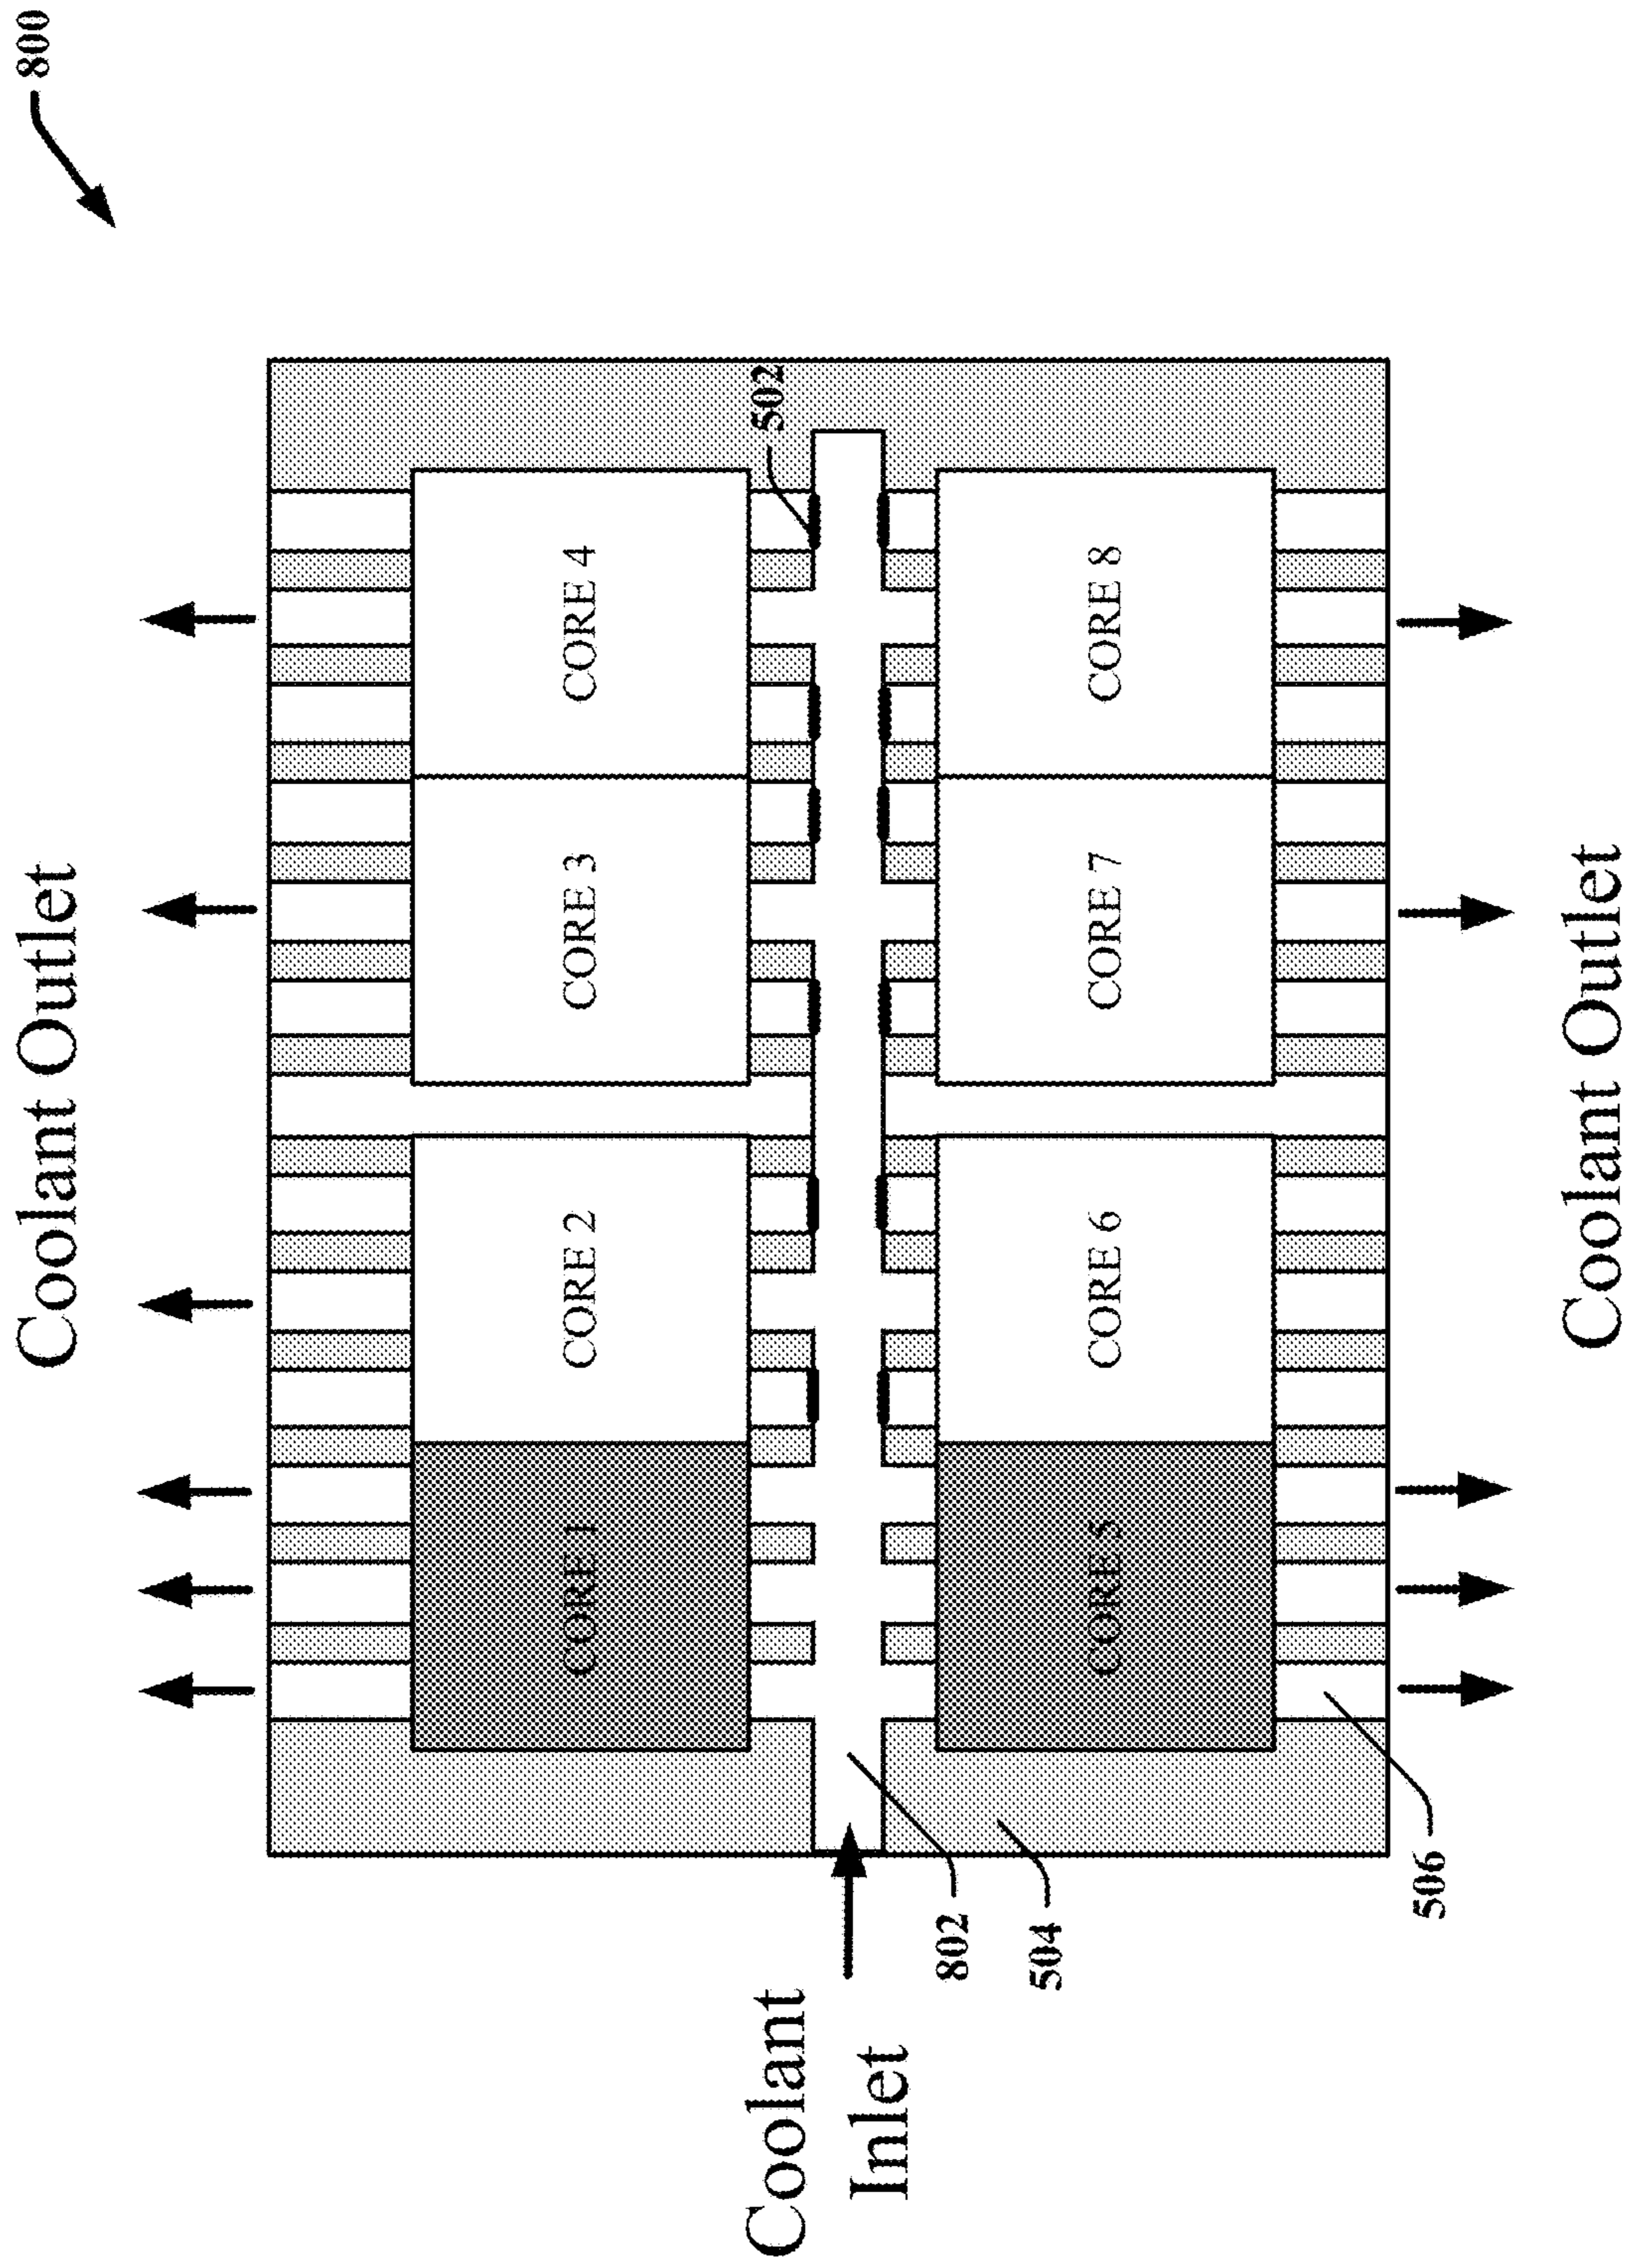 Coolant Outlet
800
CORE 1
CORE 2
CORE 3
CORE 4
502
Coolant
Inlet
802
504
CORE 5
CORE 6
CORE 7
CORE 8
506
Coolant Outlet